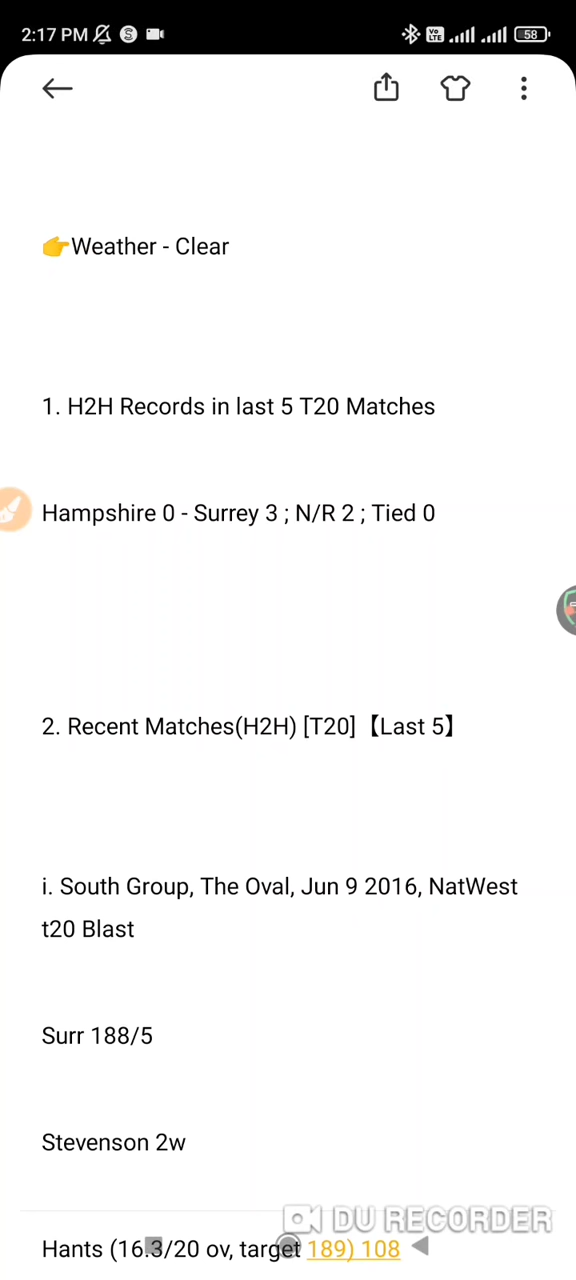 2:17 PM
Vo LTE
58
👉Weather - Clear
1. H2H Records in last 5 T20 Matches
Hampshire 0 - Surrey 3 ; N/R 2 ; Tied 0
2. Recent Matches(H2H) [T20]【Last 5】
i. South Group, The Oval, Jun 9 2016, NatWest
t20 Blast
Surr 188/5
Stevenson 2w
DU RECORDER
Hants (16.3/20 ov, target 189) 108